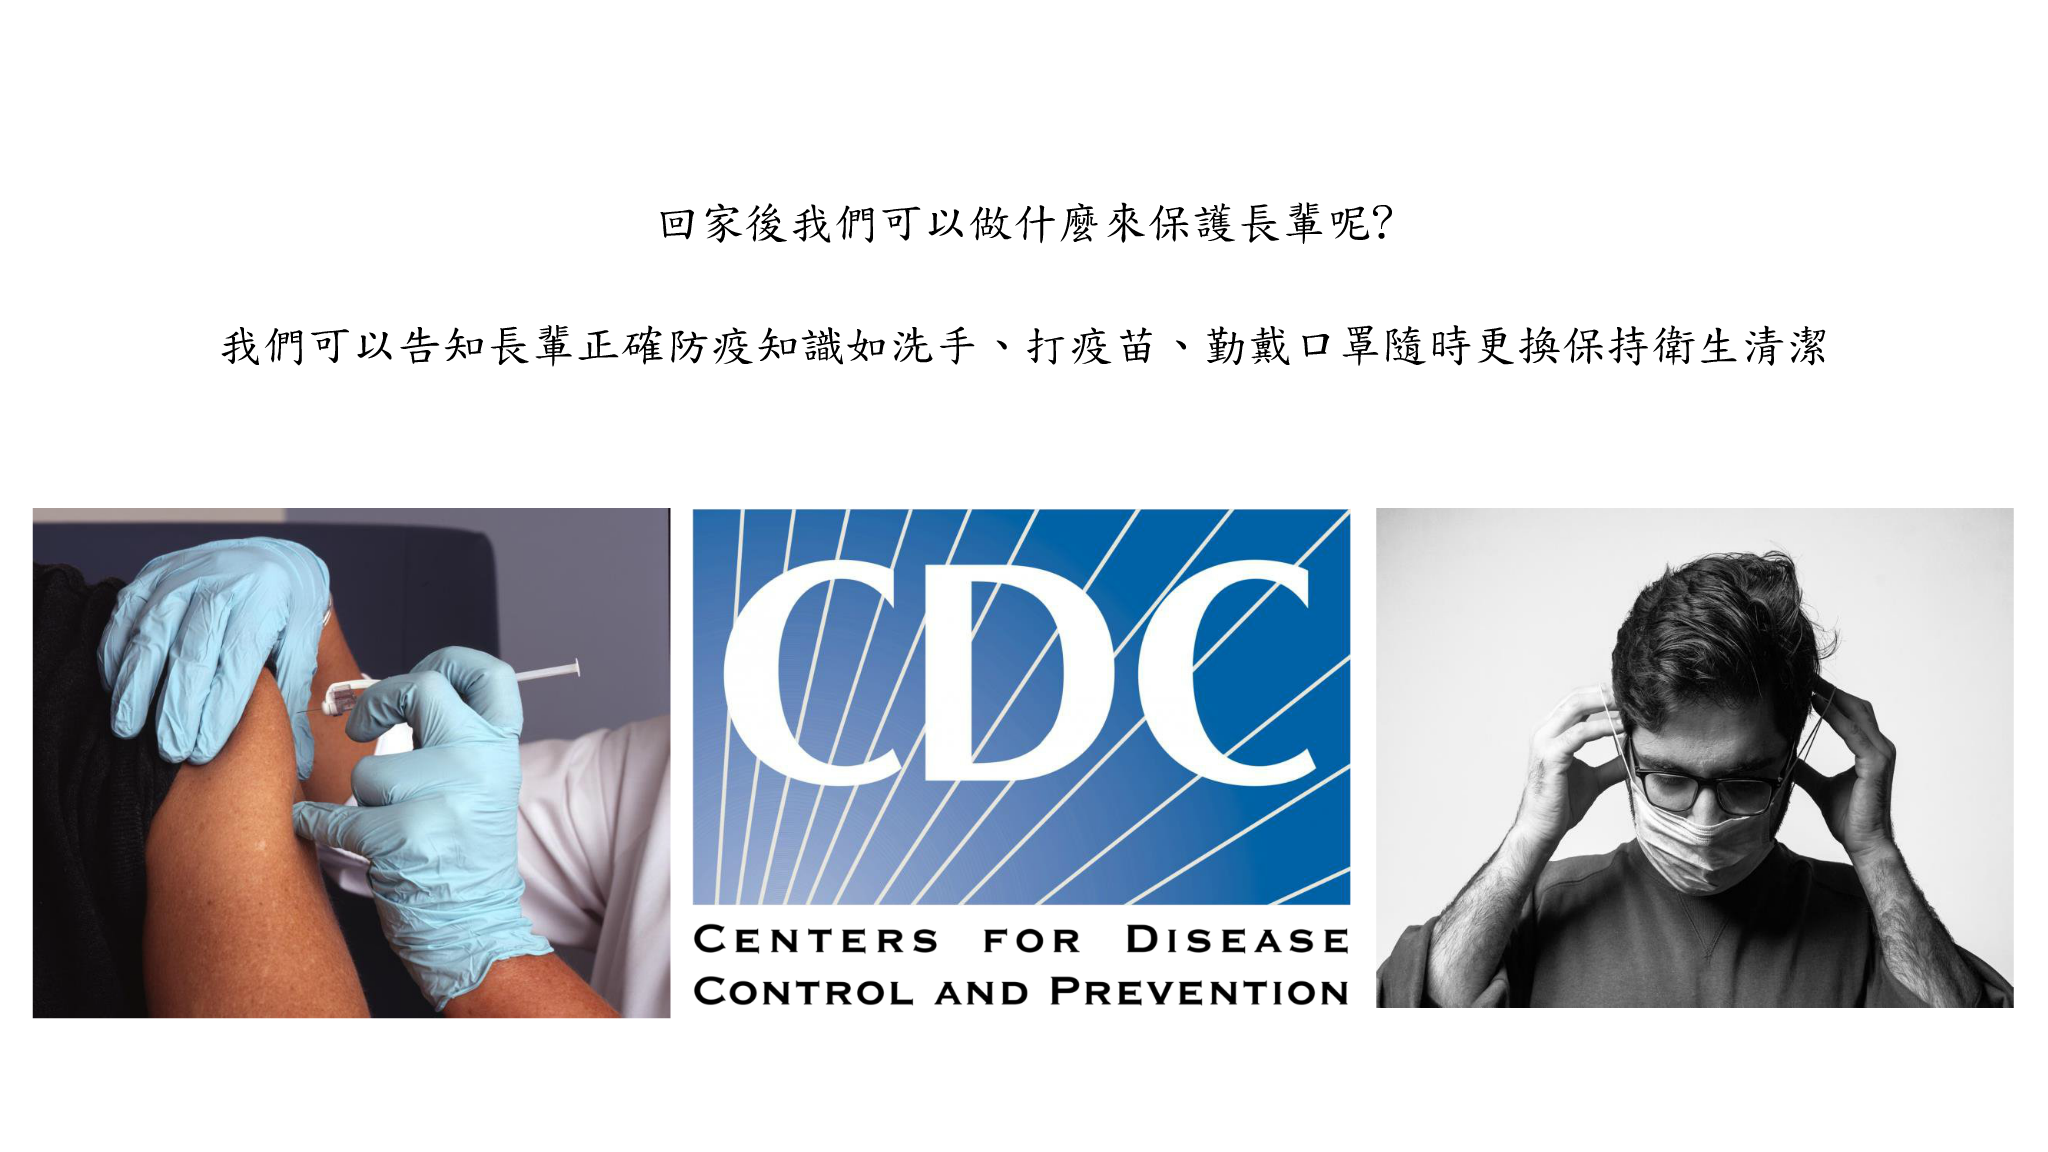 回家後我們可以做什麼來保護長輩呢?
我們可以告知長輩正確防疫知識如洗手、打疫苗、勤戴口罩隨時更換保持衛生清潔
CDC
CENTERS FOR DISEASE
CONTROL AND PREVENTION